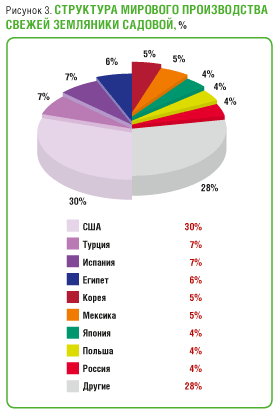 Рисунок 3. СТРУКТУРА МИРОВОГО ПРОИЗВОДСТВА
СВЕЖЕЙ ЗЕМЛЯНИКИ САДОВОЙ, %
5%
5%
6%
4%
7%
4%
7%
4%
30%
28%
США 30%
Турция 7%
Испания 7%
Египет 6%
Корея 5%
Мексика 5%
Япония 4%
Польша 4%
Россия 4%
Другие 28%